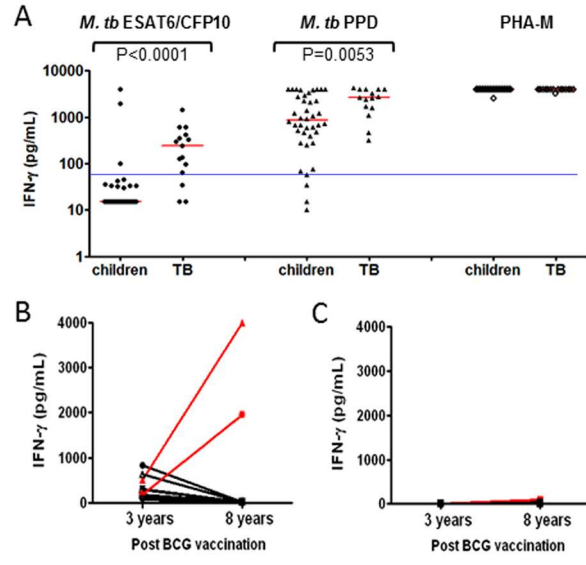 A
M. tb ESAT6/CFP10 M. tb PPD PHA-M
P<0.0001 P=0.0053
IFN-γ (pg/mL)
10000
1000
100
10
1
children TB children TB children TB
B
IFN-γ (pg/mL)
4000
3000
2000
1000
0
3 years 8 years
Post BCG vaccination
C
IFN-γ (pg/mL)
4000
3000
2000
1000
0
3 years 8 years
Post BCG vaccination